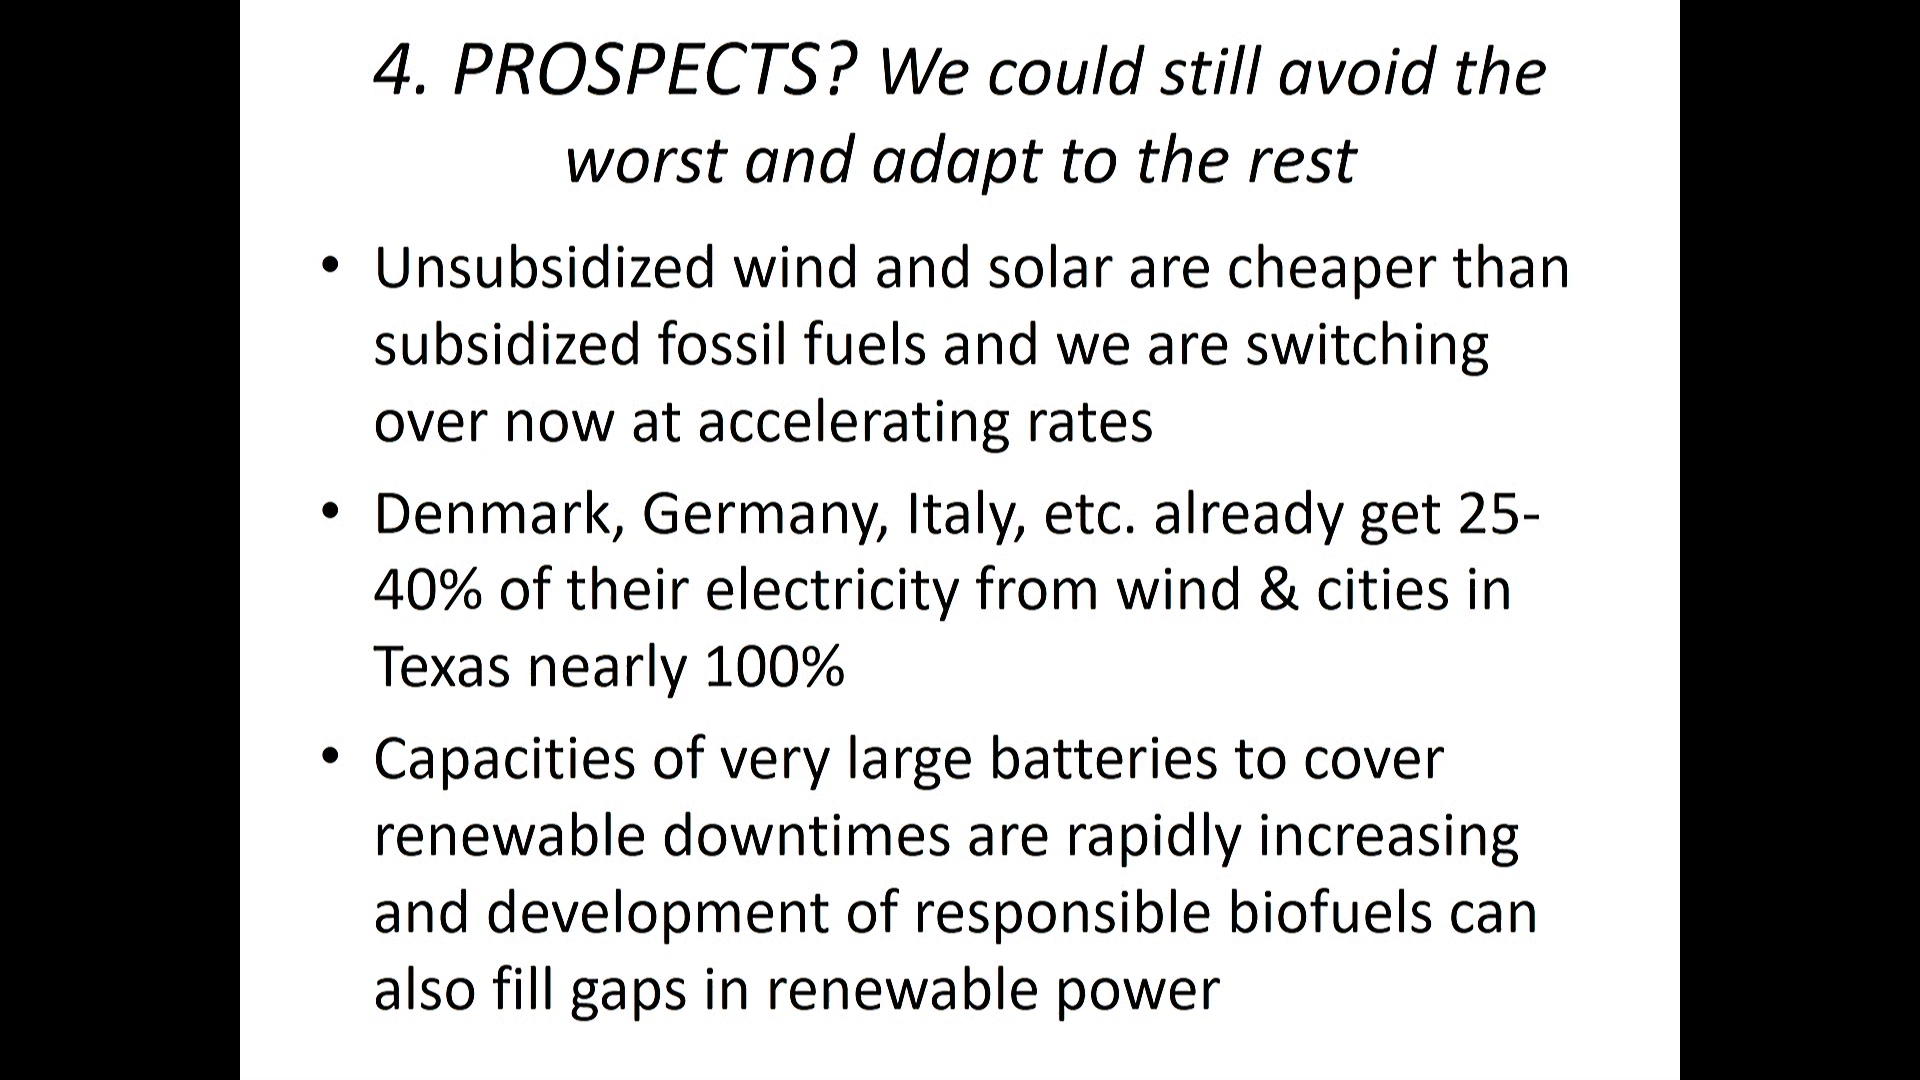 4. PROSPECTS? We could still avoid the
worst and adapt to the rest
• Unsubsidized wind and solar are cheaper than
subsidized fossil fuels and we are switching
over now at accelerating rates
• Denmark, Germany, Italy, etc. already get 25-
40% of their electricity from wind & cities in
Texas nearly 100%
• Capacities of very large batteries to cover
renewable downtimes are rapidly increasing
and development of responsible biofuels can
also fill gaps in renewable power